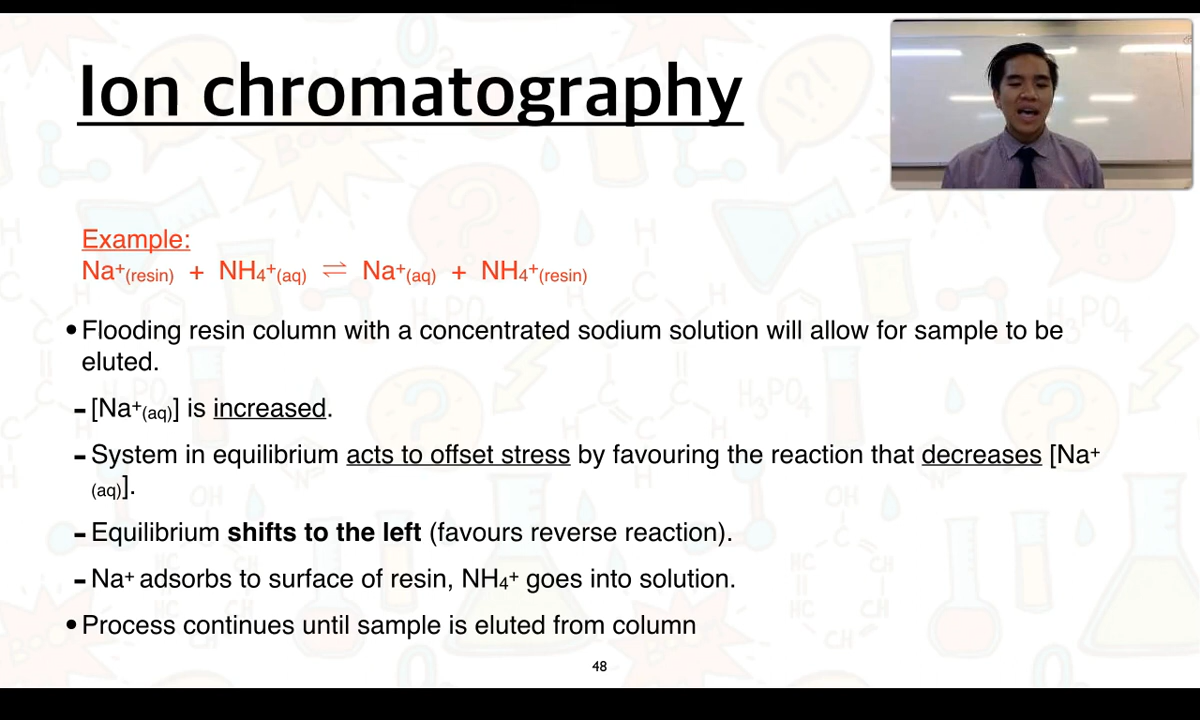 Ion chromatography
Example:
Na⁺(resin) + NH₄⁺(aq) ⇌ Na⁺(aq) + NH₄⁺(resin)
• Flooding resin column with a concentrated sodium solution will allow for sample to be
eluted.
- [Na⁺(aq)] is increased.
- System in equilibrium acts to offset stress by favouring the reaction that decreases [Na⁺
(aq)].
- Equilibrium shifts to the left (favours reverse reaction).
- Na⁺ adsorbs to surface of resin, NH₄⁺ goes into solution.
• Process continues until sample is eluted from column
48